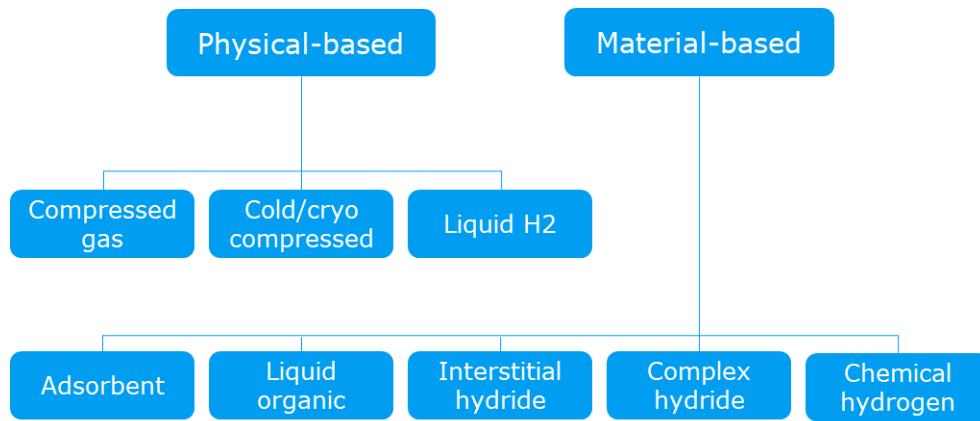 Physical-based
Material-based
Compressed
gas
Cold/cryo
compressed
Liquid H2
Adsorbent
Liquid
organic
Interstitial
hydride
Complex
hydride
Chemical
hydrogen